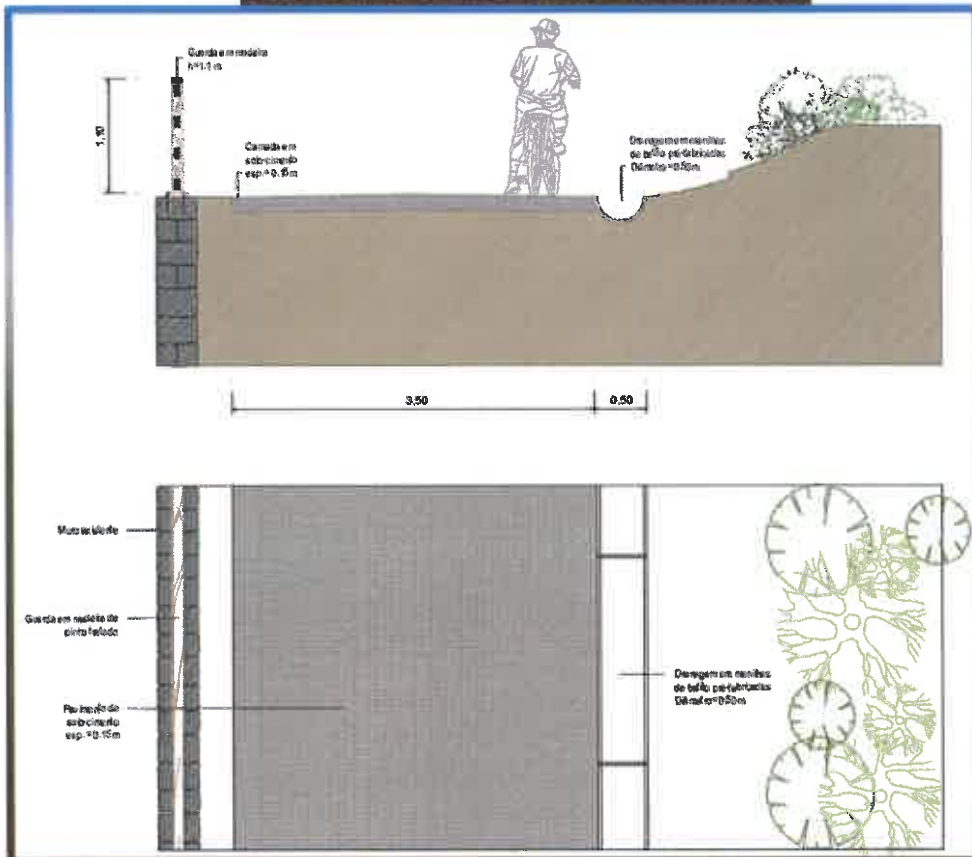 Guarda em madeira
h=1.1 m
1,10
Camada em
solo-cimento
esp.= 0.15m
Drenagem em manilhas
de betão pré-fabricadas
Diâmetro = 0.50m
3,50
0,50
Muro existente
Guarda em madeira de
pinho tratado
Pavimento de
solo-cimento
esp. = 0.15m
Drenagem em manilhas
de betão pré-fabricadas
Diâmetro = 0.50m